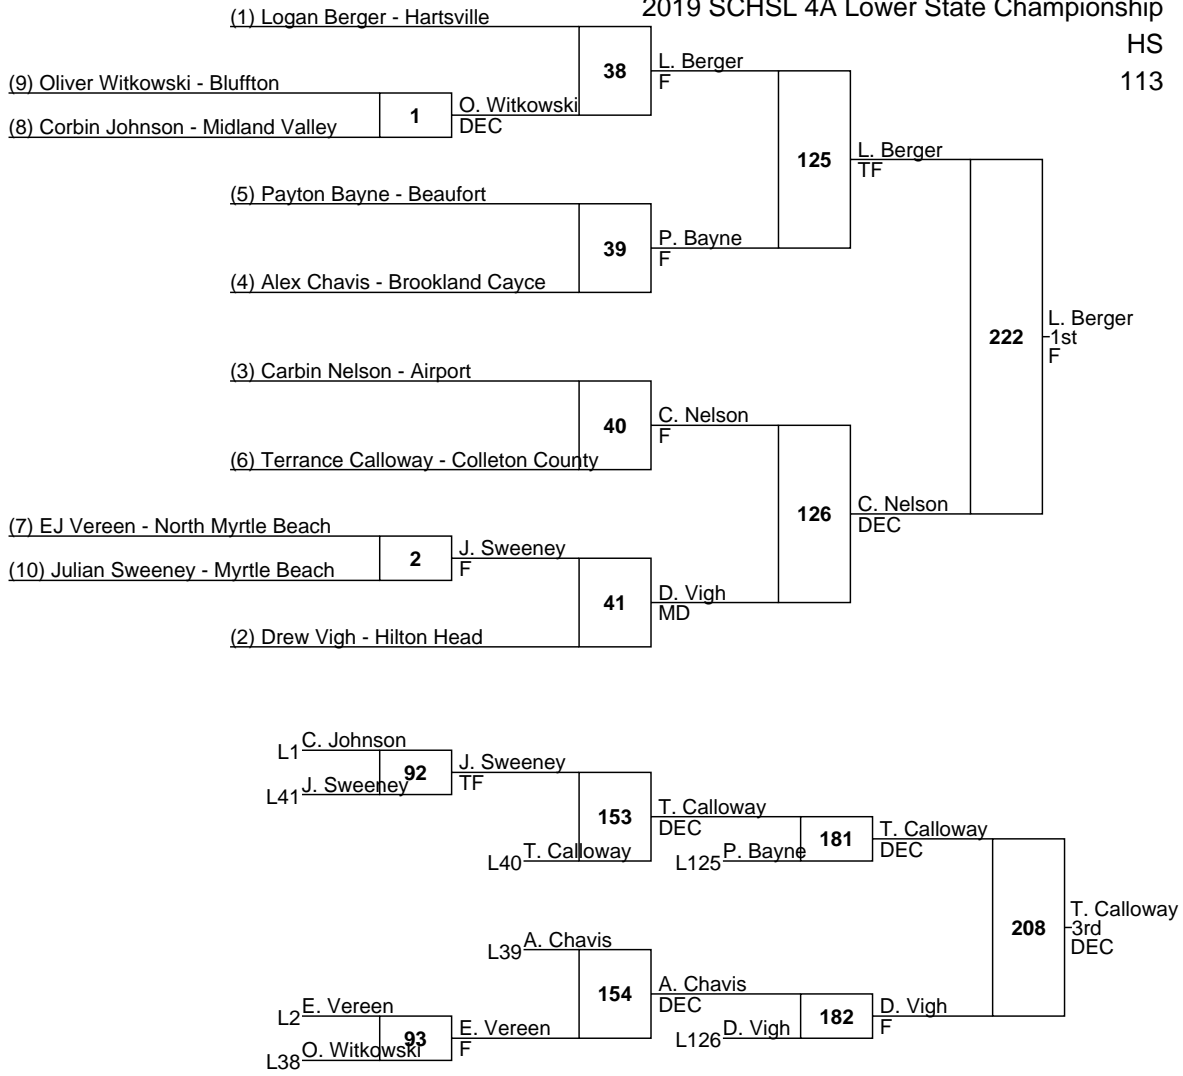 2019 SCHSL 4A Lower State Championship
HS
113
(1) Logan Berger - Hartsville
38
L. Berger
F
(9) Oliver Witkowski - Bluffton
1
O. Witkowski
DEC
(8) Corbin Johnson - Midland Valley
125
L. Berger
TF
(5) Payton Bayne - Beaufort
39
P. Bayne
F
(4) Alex Chavis - Brookland Cayce
222
L. Berger
1st
F
(3) Carbin Nelson - Airport
40
C. Nelson
F
(6) Terrance Calloway - Colleton County
126
C. Nelson
DEC
(7) EJ Vereen - North Myrtle Beach
2
J. Sweeney
F
(10) Julian Sweeney - Myrtle Beach
41
D. Vigh
MD
(2) Drew Vigh - Hilton Head
L1 C. Johnson
92
J. Sweeney
TF
L41 J. Sweeney
153
T. Calloway
DEC
L40 T. Calloway
L125 P. Bayne
181
T. Calloway
DEC
208
T. Calloway
3rd
DEC
L39 A. Chavis
154
A. Chavis
DEC
L2 E. Vereen
93
E. Vereen
F
L38 O. Witkowski
L126 D. Vigh
182
D. Vigh
F